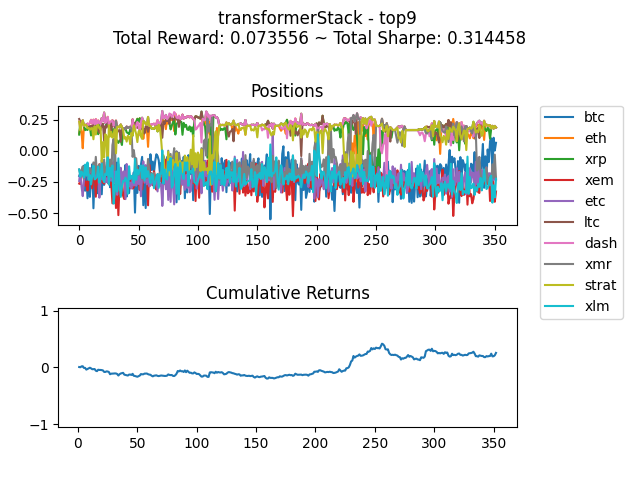 transformerStack - top9
Total Reward: 0.073556 ~ Total Sharpe: 0.314458
Positions
0.25
0.00
−0.25
−0.50
0 50 100 150 200 250 300 350
btc
eth
xrp
xem
etc
ltc
dash
xmr
strat
xlm
Cumulative Returns
1
0
−1
0 50 100 150 200 250 300 350